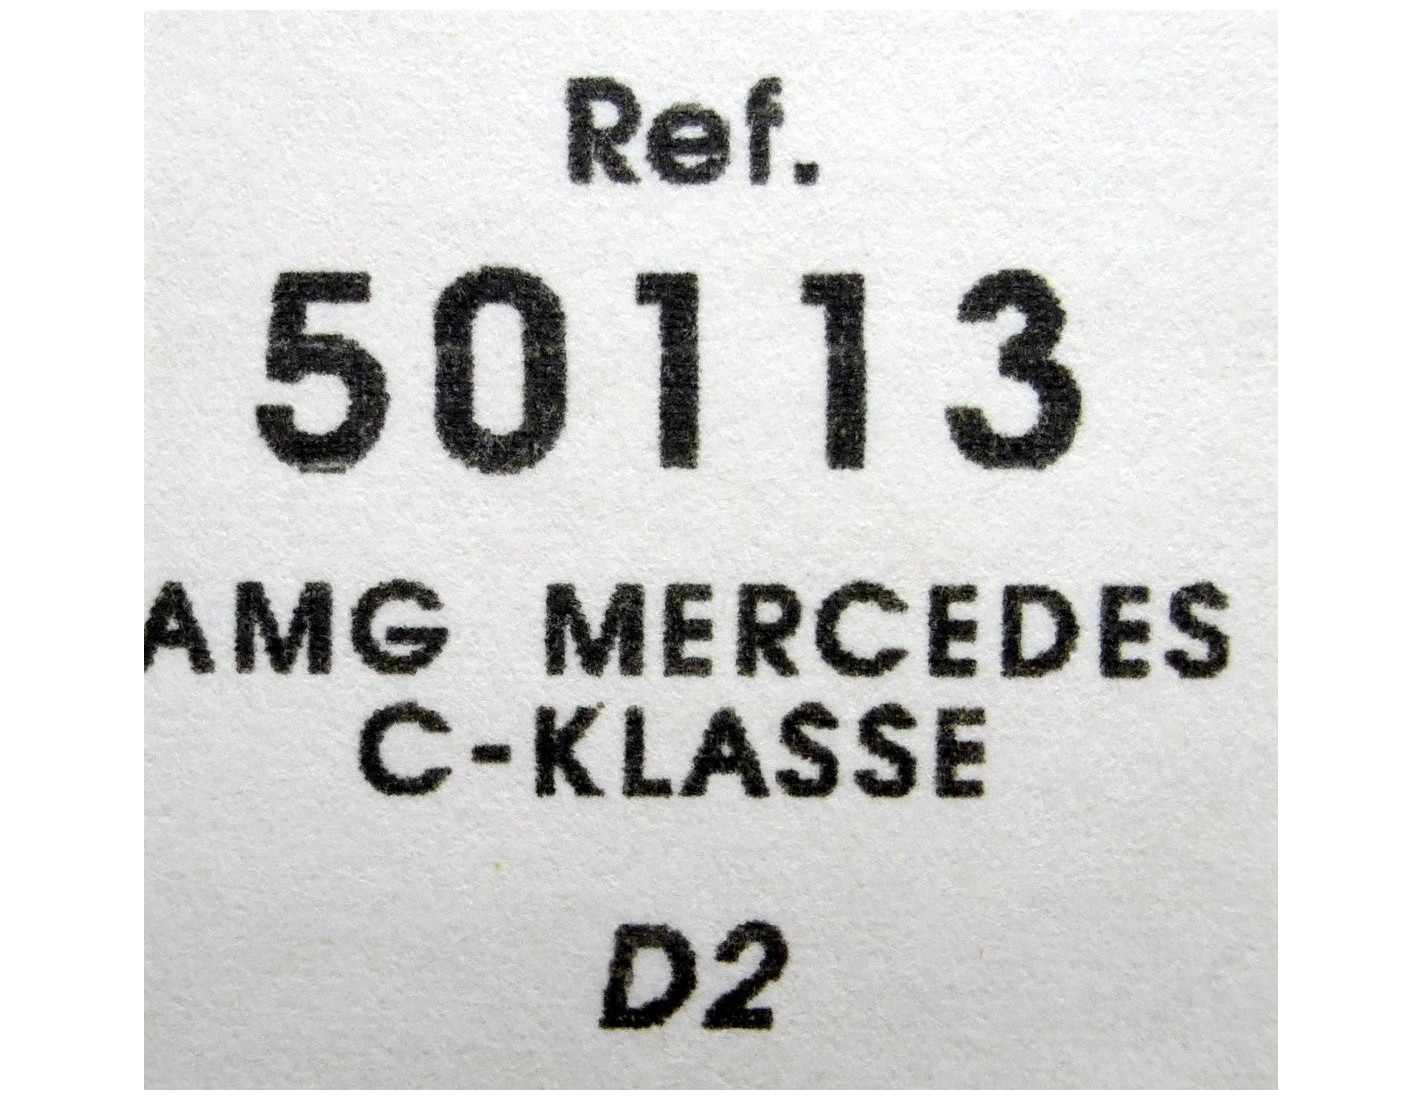 Ref.
50113
AMG MERCEDES
C-KLASSE
D2